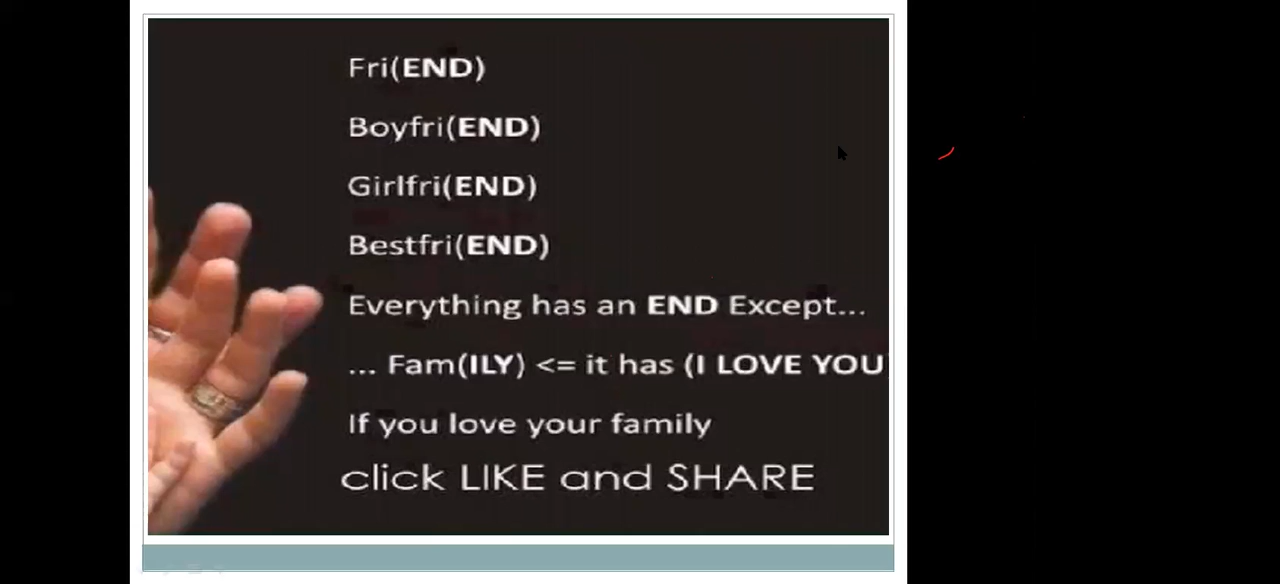 Fri(END)
Boyfri(END)
Girlfri(END)
Bestfri(END)
Everything has an END Except...
... Fam(ILY) <= it has (I LOVE YOU
If you love your family
click LIKE and SHARE